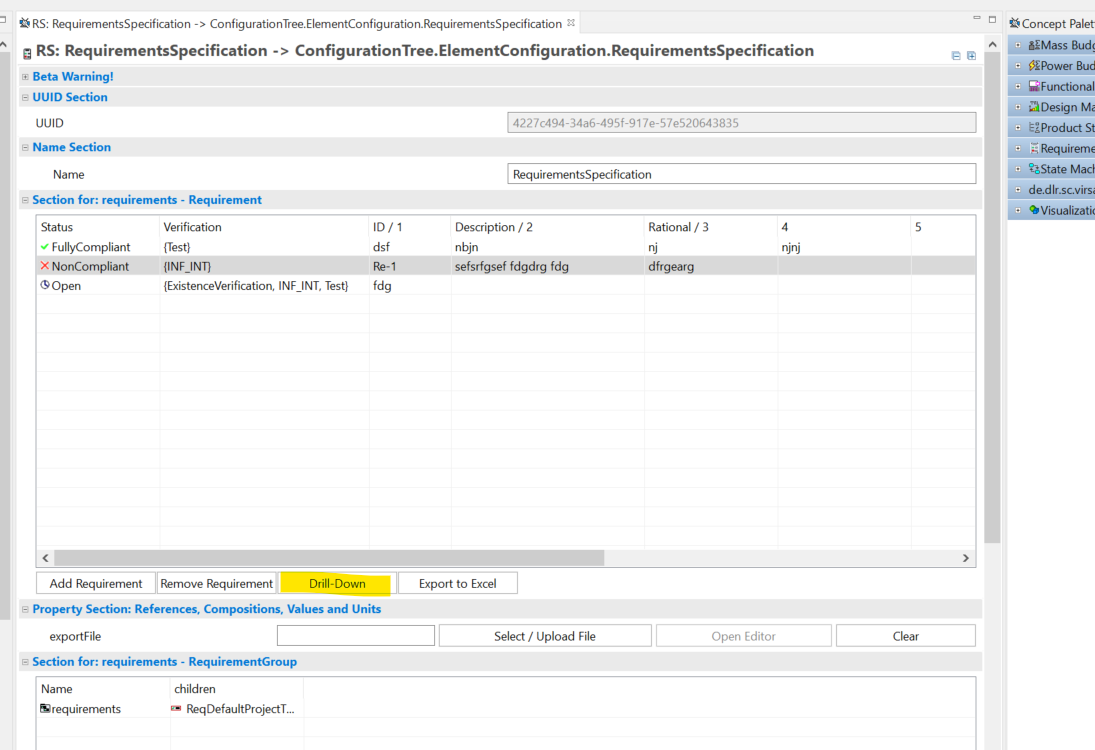 RS: RequirementsSpecification -> ConfigurationTree.ElementConfiguration.RequirementsSpecification
RS: RequirementsSpecification -> ConfigurationTree.ElementConfiguration.RequirementsSpecification
Beta Warning!
UUID Section
UUID 4227c494-34a6-495f-917e-57e520643835
Name Section
Name RequirementsSpecification
Section for: requirements - Requirement
Status Verification ID / 1 Description / 2 Rational / 3 4 5
FullyCompliant {Test} dsf nbjn nj njnj
NonCompliant {INF_INT} Re-1 sefsrfgsef fdgdrg fdg dfrgearg
Open {ExistenceVerification, INF_INT, Test} fdg
Add Requirement Remove Requirement Drill-Down Export to Excel
Property Section: References, Compositions, Values and Units
exportFile Select / Upload File Open Editor Clear
Section for: requirements - RequirementGroup
Name children
requirements ReqDefaultProjectT...
Concept Palet
Mass Budg
Power Bud
Functional
Design Ma
Product St
Requireme
State Mach
de.dlr.sc.virsa
Visualizatio